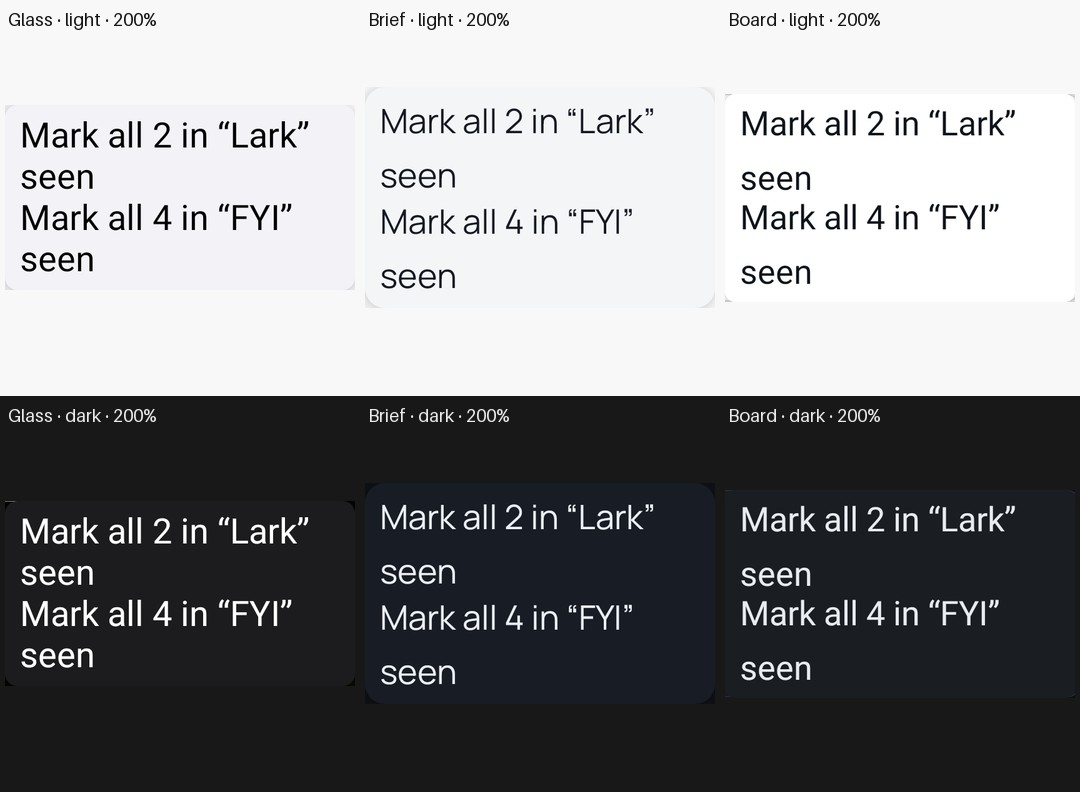 Glass · light · 200%
Mark all 2 in “Lark”
seen
Mark all 4 in “FYI”
seen
Brief · light · 200%
Mark all 2 in “Lark”
seen
Mark all 4 in “FYI”
seen
Board · light · 200%
Mark all 2 in “Lark”
seen
Mark all 4 in “FYI”
seen
Glass · dark · 200%
Mark all 2 in “Lark”
seen
Mark all 4 in “FYI”
seen
Brief · dark · 200%
Mark all 2 in “Lark”
seen
Mark all 4 in “FYI”
seen
Board · dark · 200%
Mark all 2 in “Lark”
seen
Mark all 4 in “FYI”
seen